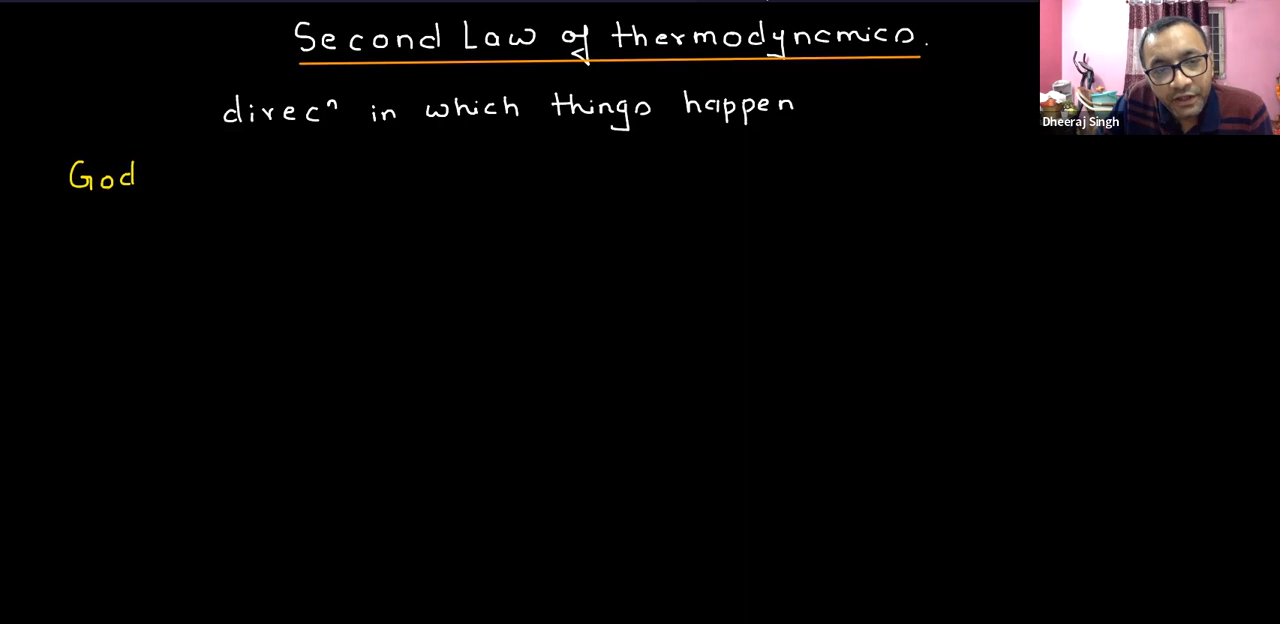 Second Law of thermodynamics.
direcⁿ in which things happen
God
Dheeraj Singh